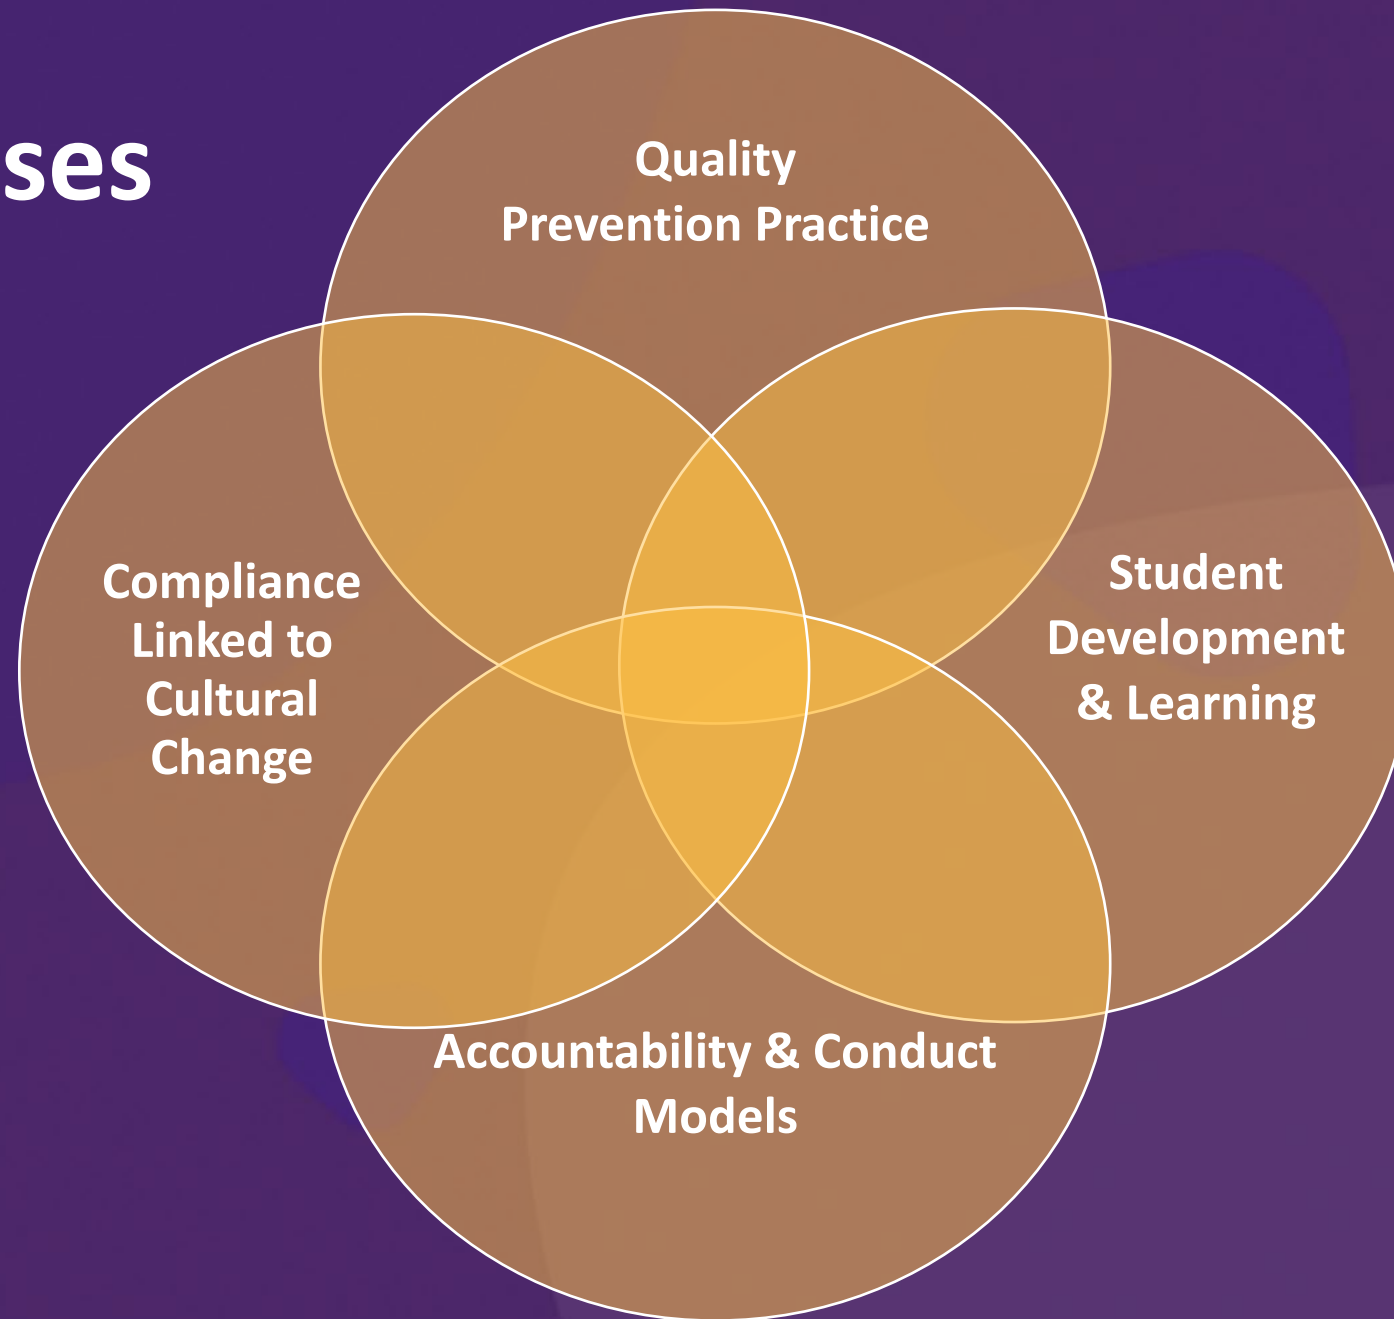 ses
Quality
Prevention Practice
Compliance
Linked to
Cultural
Change
Student
Development
& Learning
Accountability & Conduct
Models